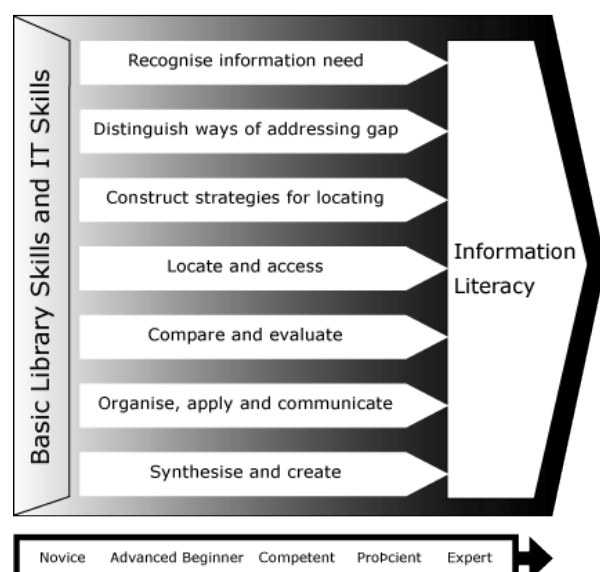 Basic Library Skills and IT Skills
Recognise information need
Distinguish ways of addressing gap
Construct strategies for locating
Locate and access
Compare and evaluate
Organise, apply and communicate
Synthesise and create
Information
Literacy
Novice Advanced Beginner Competent ProÞcient Expert